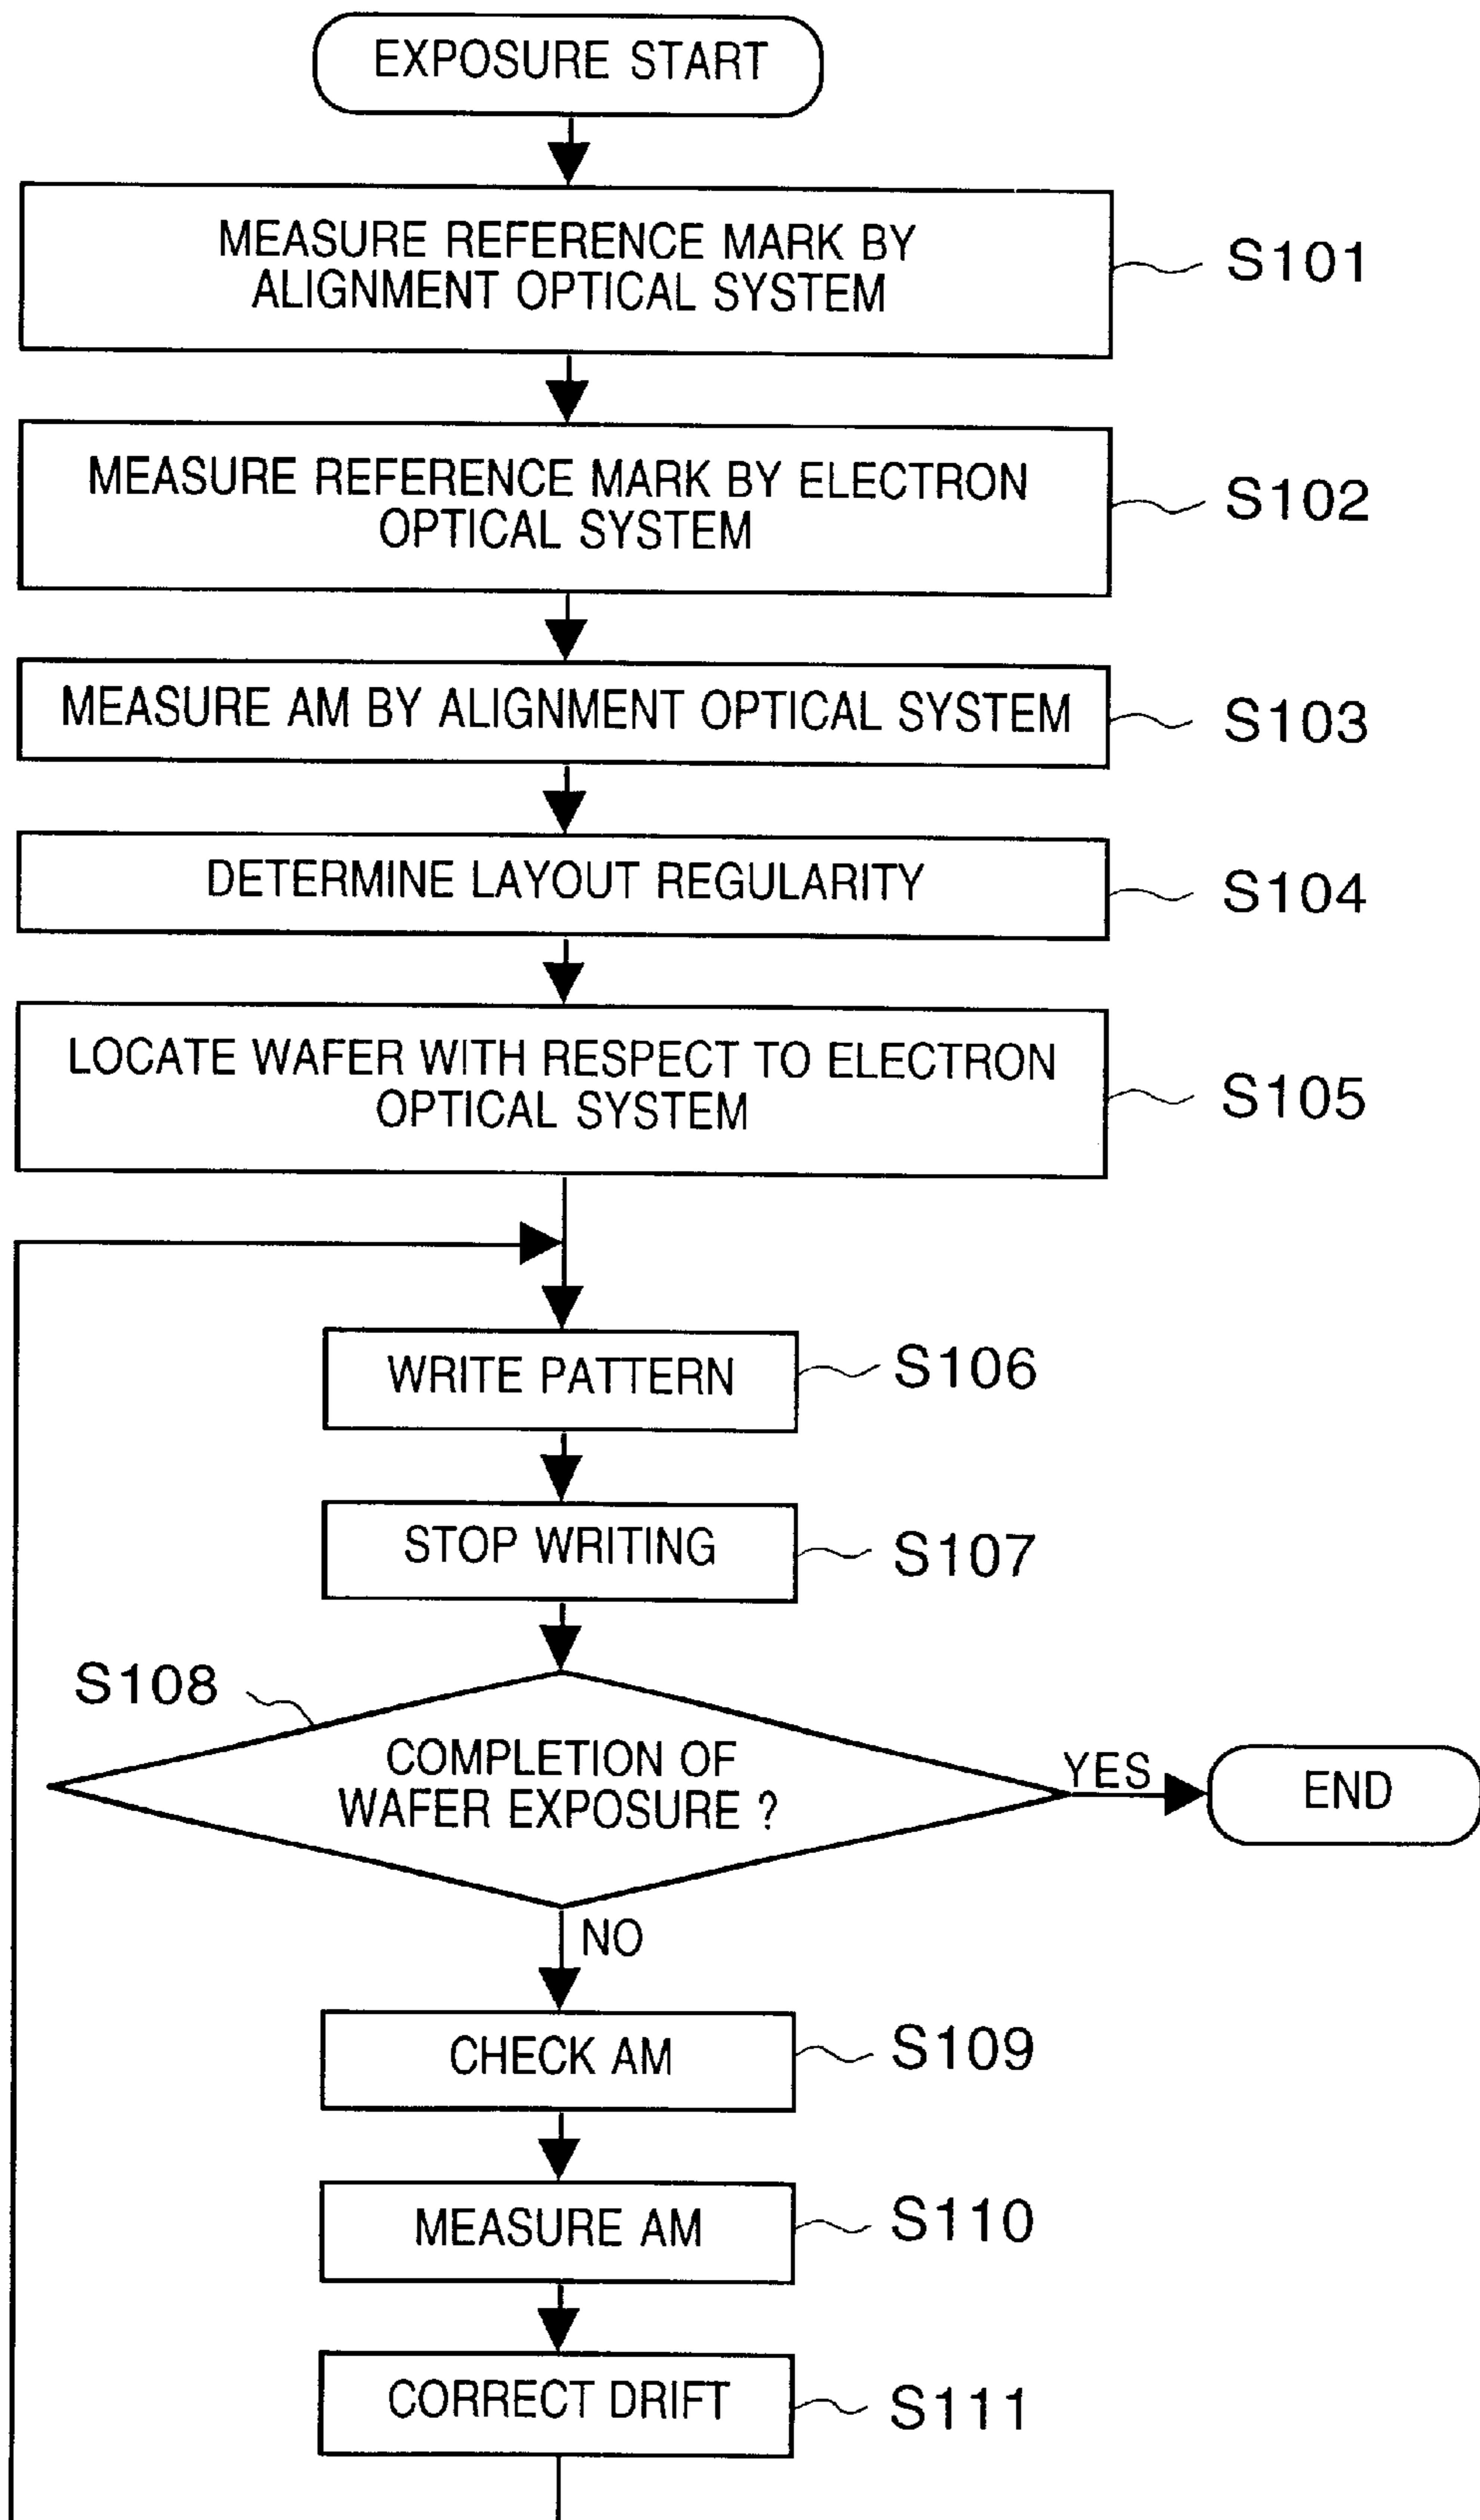 EXPOSURE START
MEASURE REFERENCE MARK BY
ALIGNMENT OPTICAL SYSTEM
S101
MEASURE REFERENCE MARK BY ELECTRON
OPTICAL SYSTEM
S102
MEASURE AM BY ALIGNMENT OPTICAL SYSTEM
S103
DETERMINE LAYOUT REGULARITY
S104
LOCATE WAFER WITH RESPECT TO ELECTRON
OPTICAL SYSTEM
S105
WRITE PATTERN
S106
STOP WRITING
S107
S108
COMPLETION OF
WAFER EXPOSURE ?
YES
END
NO
CHECK AM
S109
MEASURE AM
S110
CORRECT DRIFT
S111